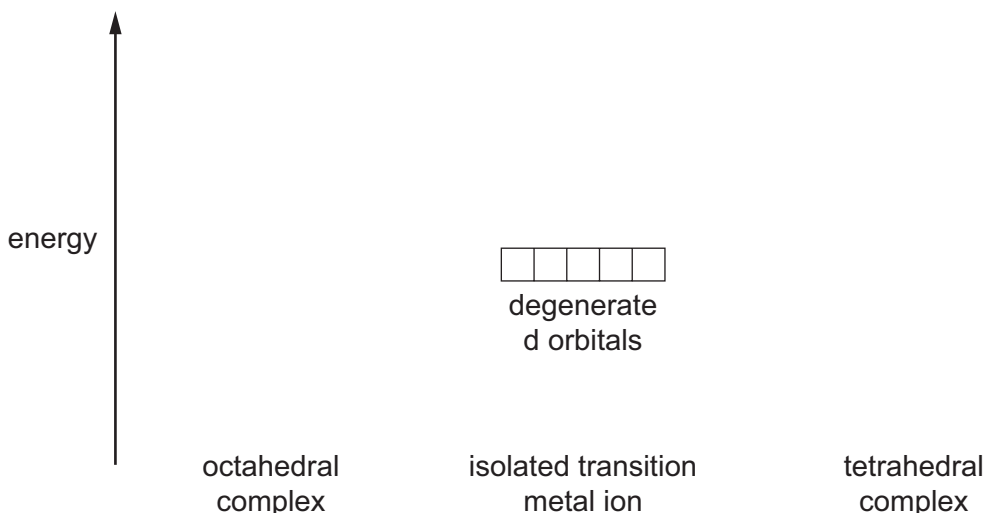 energy
degenerate
d orbitals
octahedral
complex
isolated transition
metal ion
tetrahedral
complex